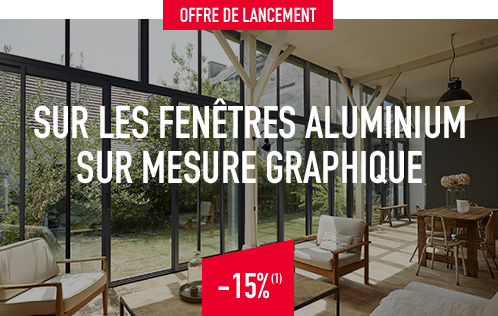 OFFRE DE LANCEMENT
SUR LES FENÊTRES ALUMINIUM
SUR MESURE GRAPHIQUE
-15%(1)